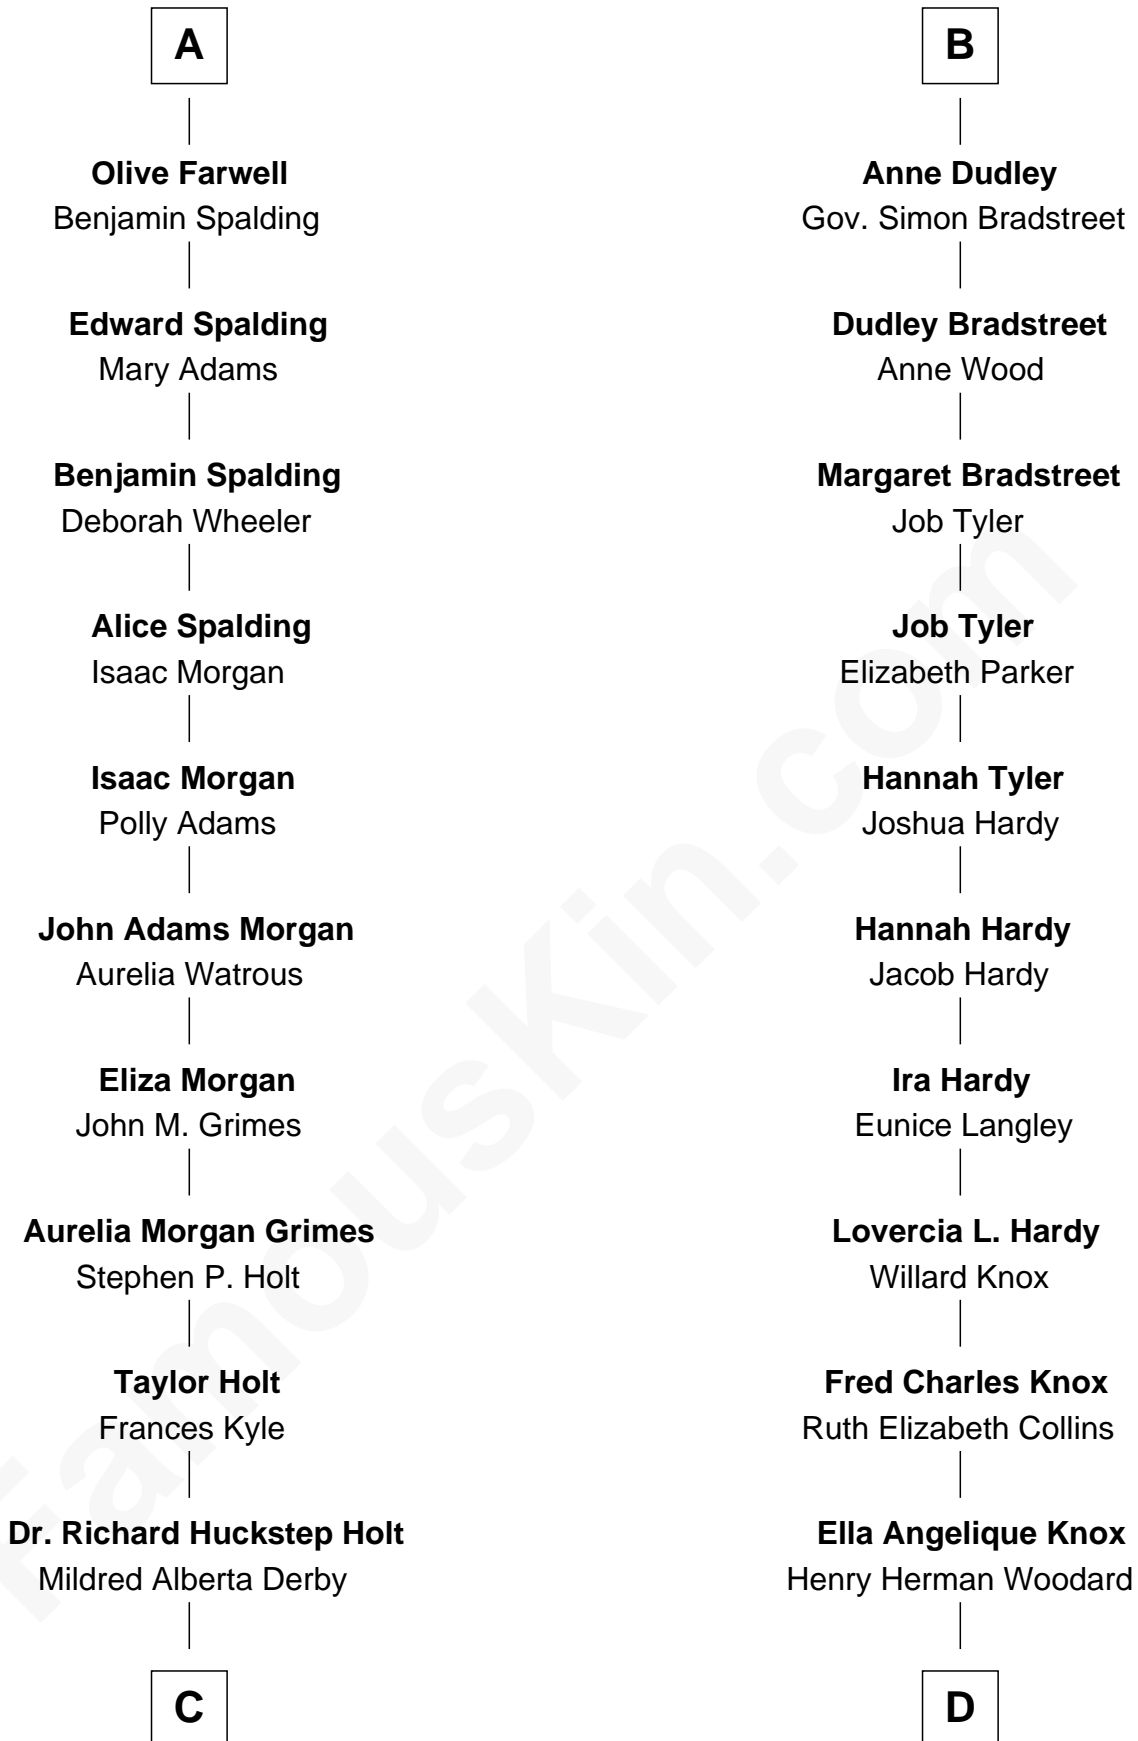 A
Olive Farwell
Benjamin Spalding
Edward Spalding
Mary Adams
Benjamin Spalding
Deborah Wheeler
Alice Spalding
Isaac Morgan
Isaac Morgan
Polly Adams
John Adams Morgan
Aurelia Watrous
Eliza Morgan
John M. Grimes
Aurelia Morgan Grimes
Stephen P. Holt
Taylor Holt
Frances Kyle
Dr. Richard Huckstep Holt
Mildred Alberta Derby
C
B
Anne Dudley
Gov. Simon Bradstreet
Dudley Bradstreet
Anne Wood
Margaret Bradstreet
Job Tyler
Job Tyler
Elizabeth Parker
Hannah Tyler
Joshua Hardy
Hannah Hardy
Jacob Hardy
Ira Hardy
Eunice Langley
Lovercia L. Hardy
Willard Knox
Fred Charles Knox
Ruth Elizabeth Collins
Ella Angelique Knox
Henry Herman Woodard
D
FamousKin.com